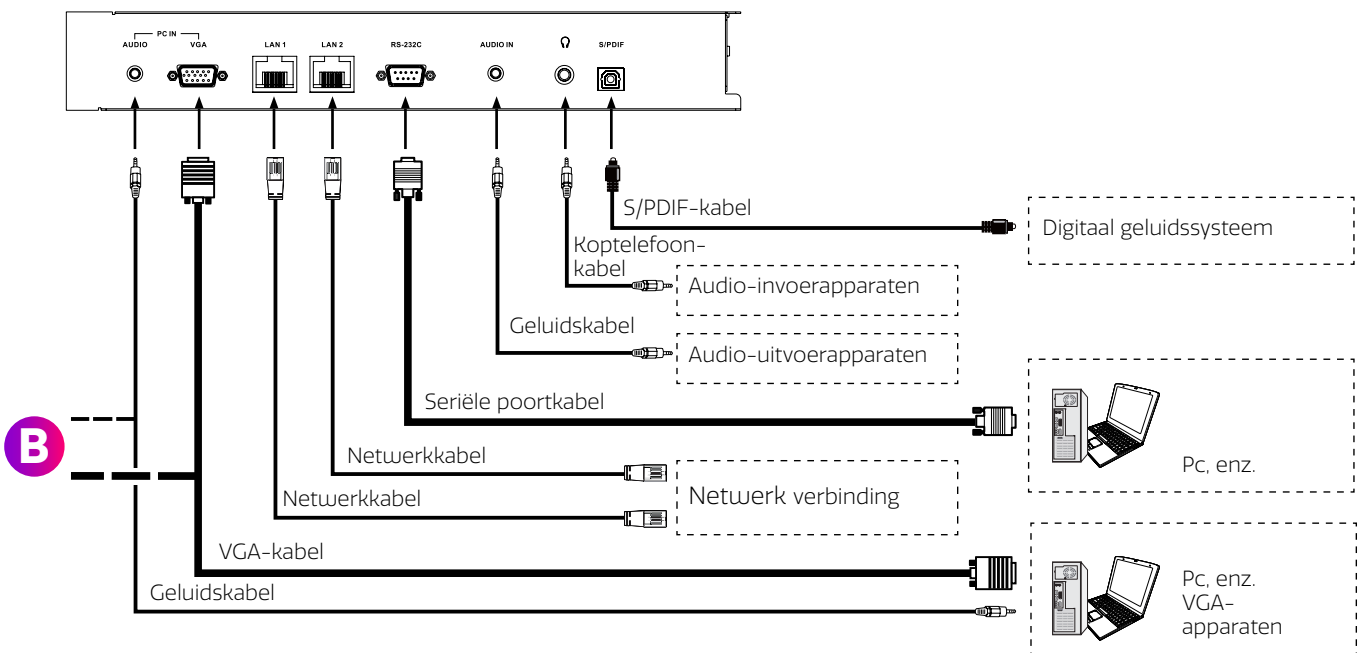 PC IN
AUDIO VGA LAN 1 LAN 2 RS-232C AUDIO IN S/PDIF
S/PDIF-kabel
Digitaal geluidssysteem
Koptelefoon-
kabel
Audio-invoerapparaten
Geluidskabel
Audio-uitvoerapparaten
Seriële poortkabel
B
Pc, enz.
Netwerkkabel
Netwerk verbinding
Netwerkkabel
VGA-kabel
Geluidskabel
Pc, enz.
VGA-
apparaten